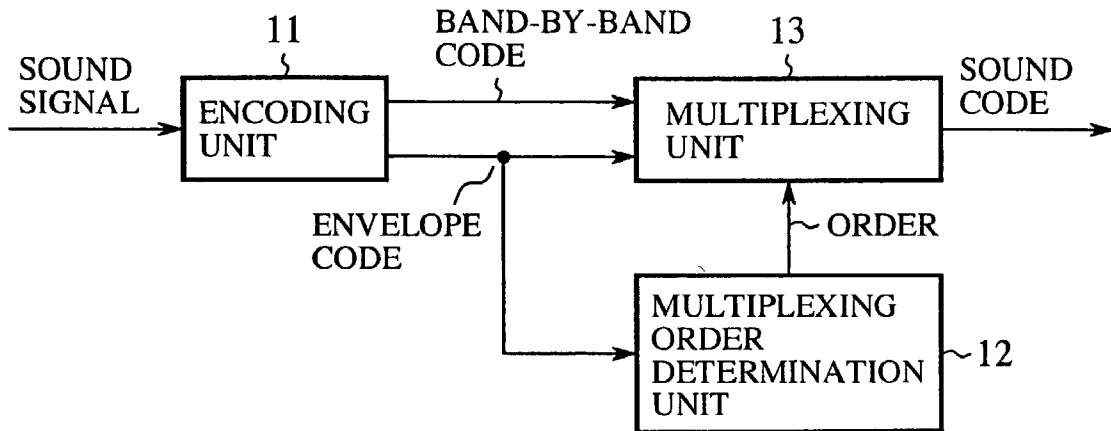 11
BAND-BY-BAND
CODE
13
SOUND
SIGNAL
SOUND
CODE
ENCODING
UNIT
MULTIPLEXING
UNIT
ENVELOPE
CODE
ORDER
MULTIPLEXING
ORDER
DETERMINATION
UNIT
12